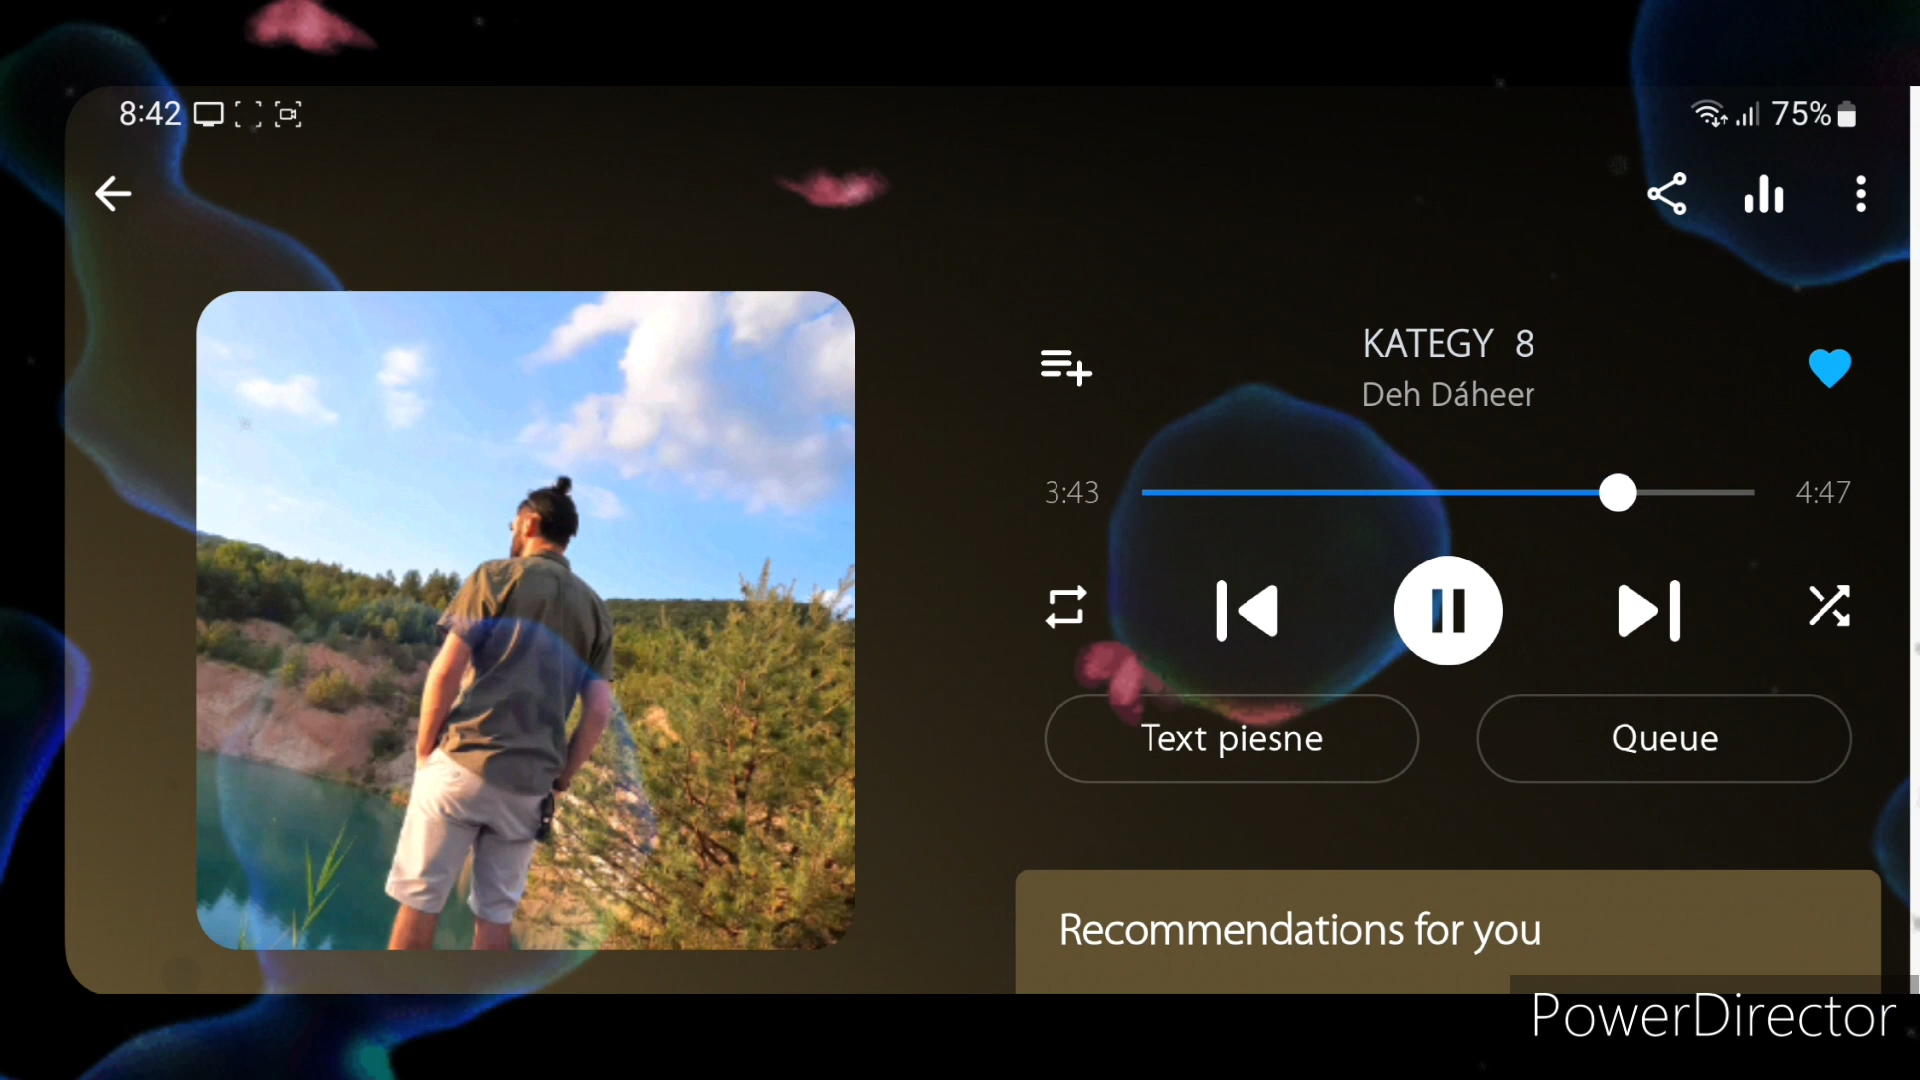 8:42
75%
KATEGY 8
Deh Dáheer
3:43
4:47
Text piesne
Queue
Recommendations for you
PowerDirector